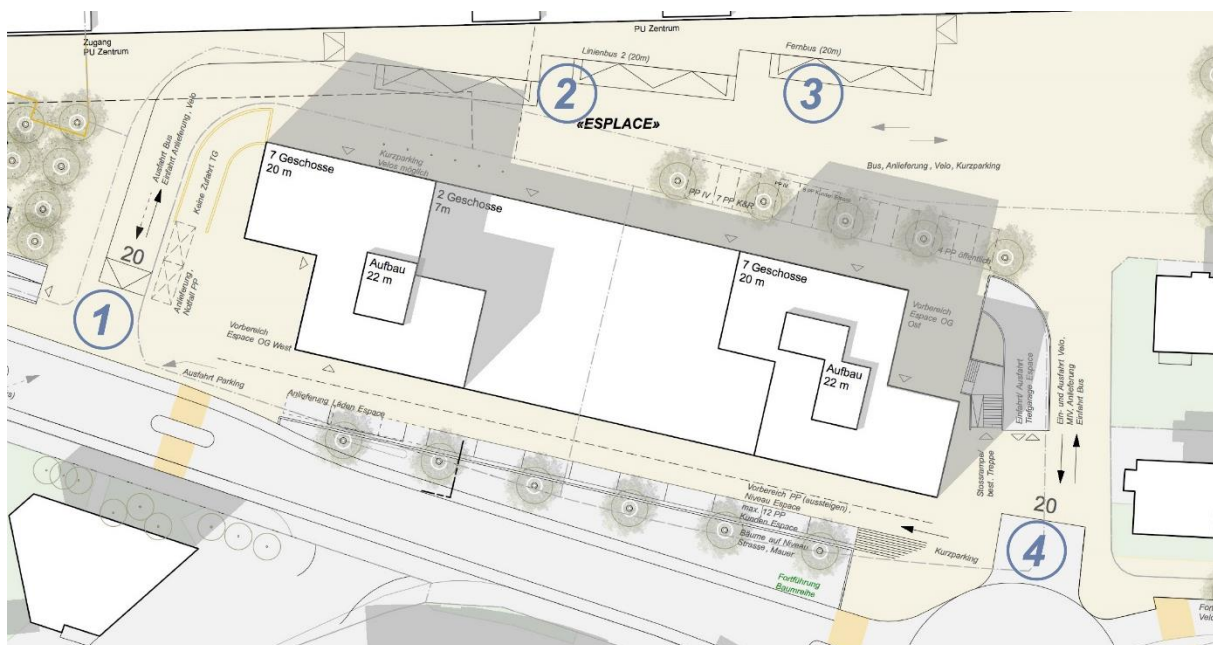 PU Zentrum
Zugang
PU Zentrum
Linienbus 2 (20m)
Fernbus (20m)
2
3
«ESPLACE»
Ausfahrt Bus
Einfahrt Anlieferung, Velo
Keine Zufahrt TG
Kurzparking
Velos möglich
Bus, Anlieferung, Velo, Kurzparking
7 Geschosse
20 m
2 Geschosse
7m
PP IV
7 PP K&R
PP IV
4 PP öffentlich
20
Aufbau
22 m
7 Geschosse
20 m
Anlieferung,
Notfall PP
1
Vorbereich
Espace OG West
Vorbereich
Espace OG
Ost
Aufbau
22 m
Ausfahrt Parking
Anlieferung Läden Espace
Einfahrt/ Ausfahrt
Tiefgarage Espace
Ein- und Ausfahrt Velo,
MIV, Anlieferung
Einfahrt Bus
Stossrampe/
best. Treppe
Vorbereich PP (aussteigen),
Niveau Espace
max. 12 PP
Kunden Espace
Bäume auf Niveau
Strasse, Mauer
20
4
Kurzparking
Fortführung
Baumreihe